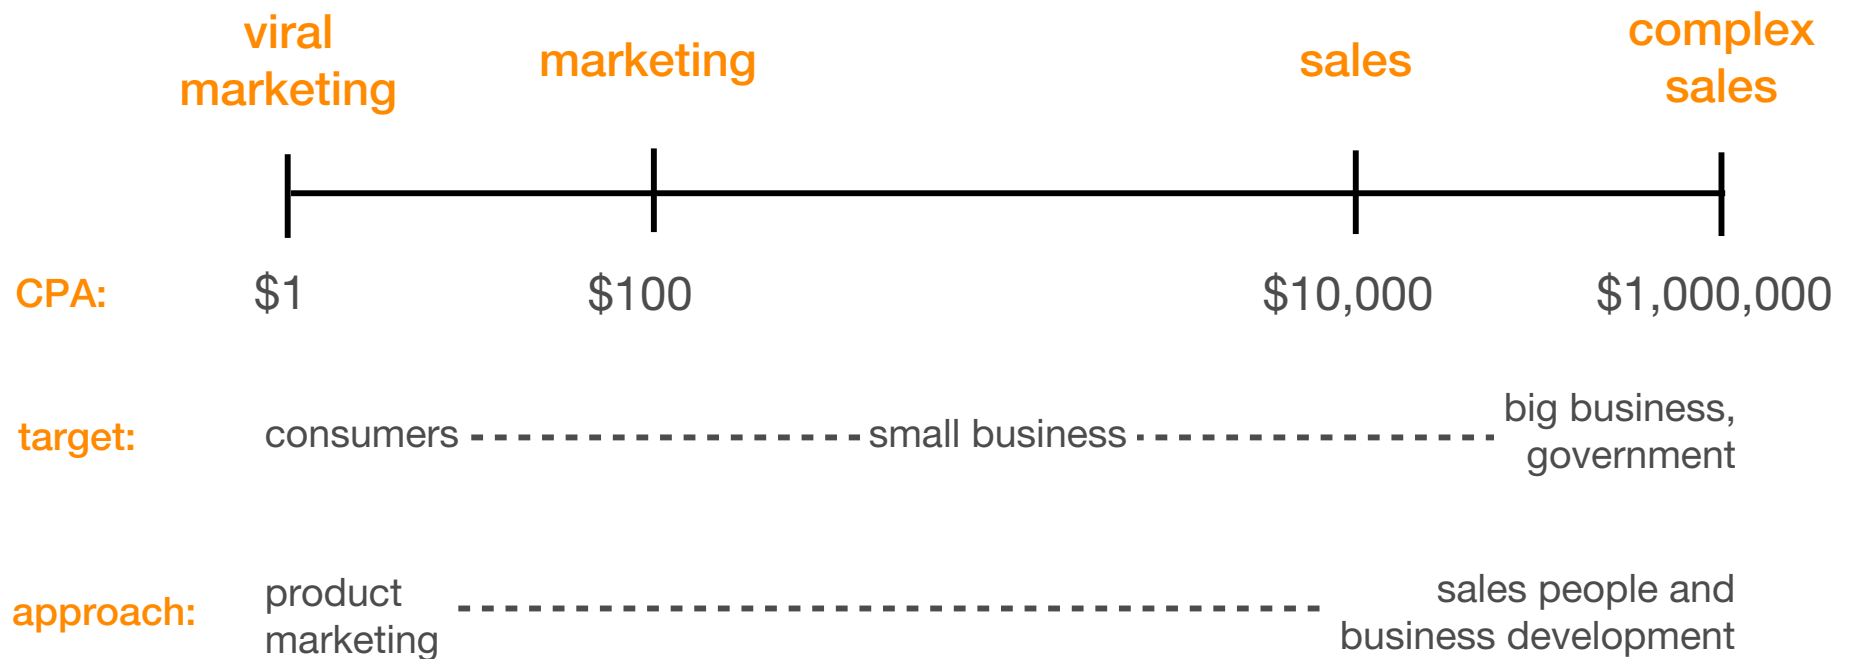 viral
marketing
marketing
sales
complex
sales
CPA: $1 $100 $10,000 $1,000,000
target: consumers small business big business,
government
approach: product
marketing
sales people and
business development